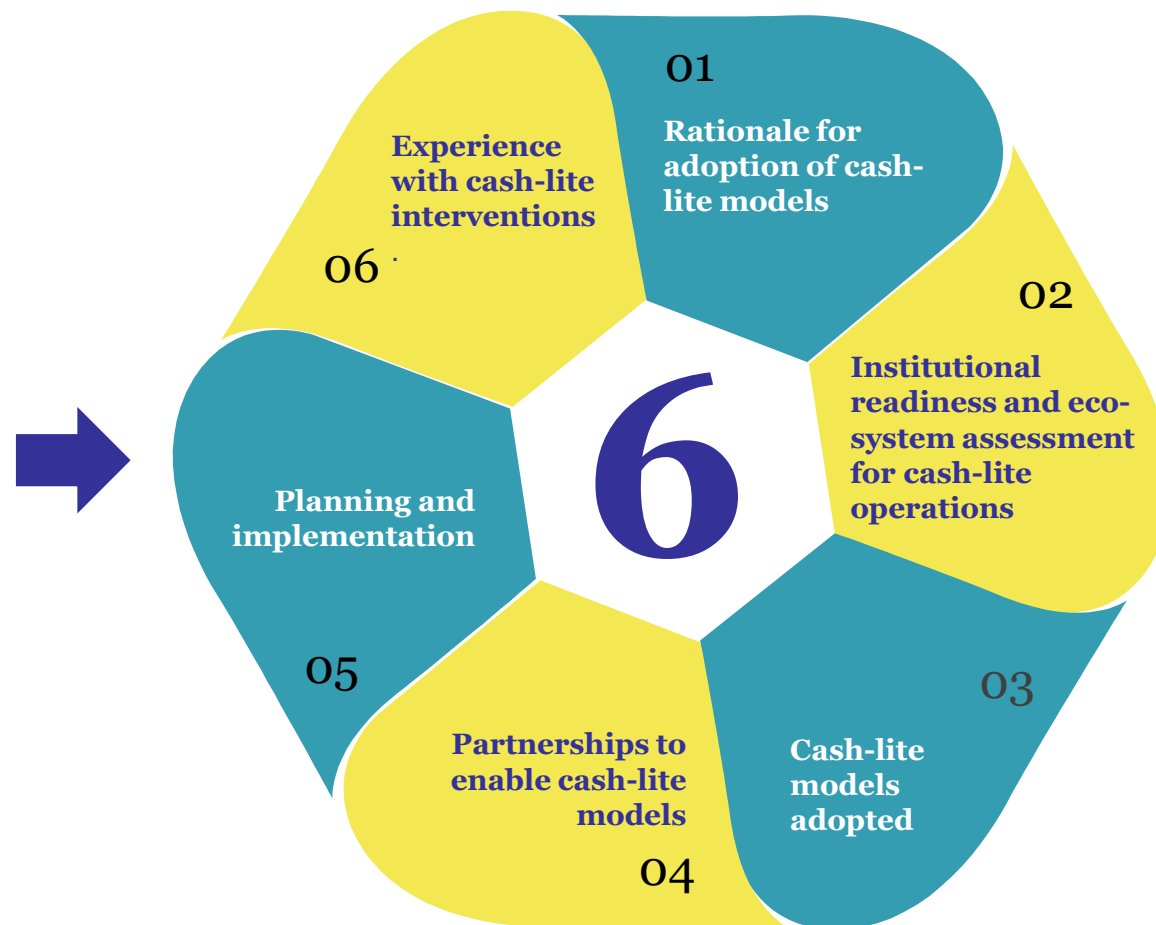 01
Rationale for
adoption of cash-
lite models
02
Institutional
readiness and eco-
system assessment
for cash-lite
operations
03
Cash-lite
models
adopted
Partnerships to
enable cash-lite
models
04
Planning and
implementation
05
Experience
with cash-lite
interventions
.
06
6